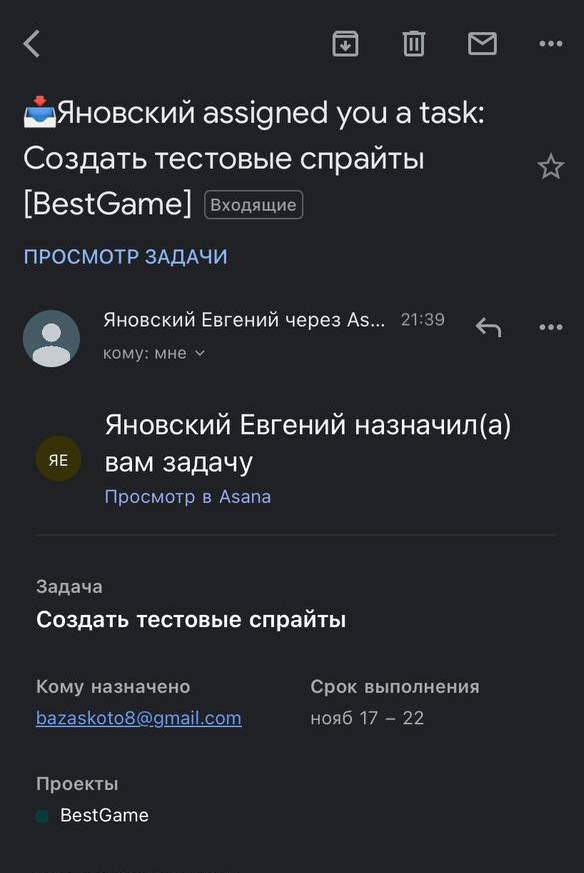 Яновский assigned you a task:
Создать тестовые спрайты
[BestGame] Входящие
ПРОСМОТР ЗАДАЧИ
Яновский Евгений через As... 21:39
кому: мне
ЯЕ
Яновский Евгений назначил(а)
вам задачу
Просмотр в Asana
Задача
Создать тестовые спрайты
Кому назначено Срок выполнения
bazaskoto8@gmail.com нояб 17 – 22
Проекты
BestGame